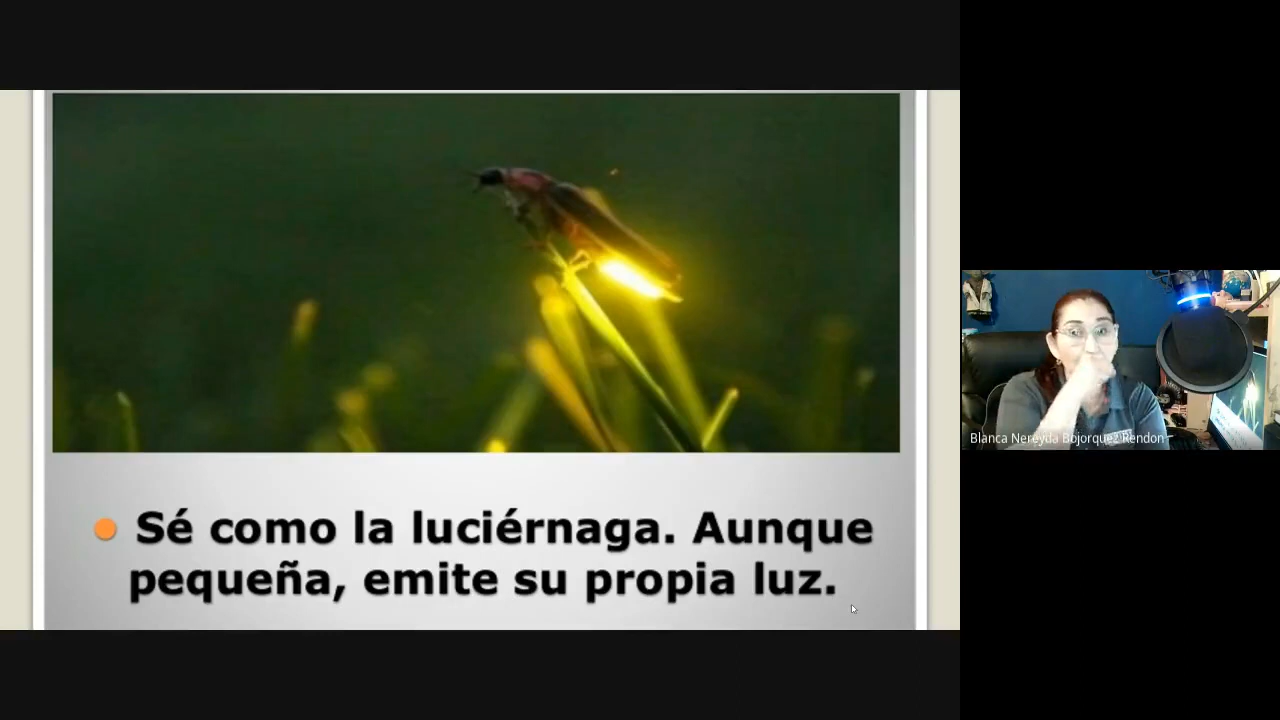 Sé como la luciérnaga. Aunque
pequeña, emite su propia luz.
Blanca Nereyda Bojorquez Rendon